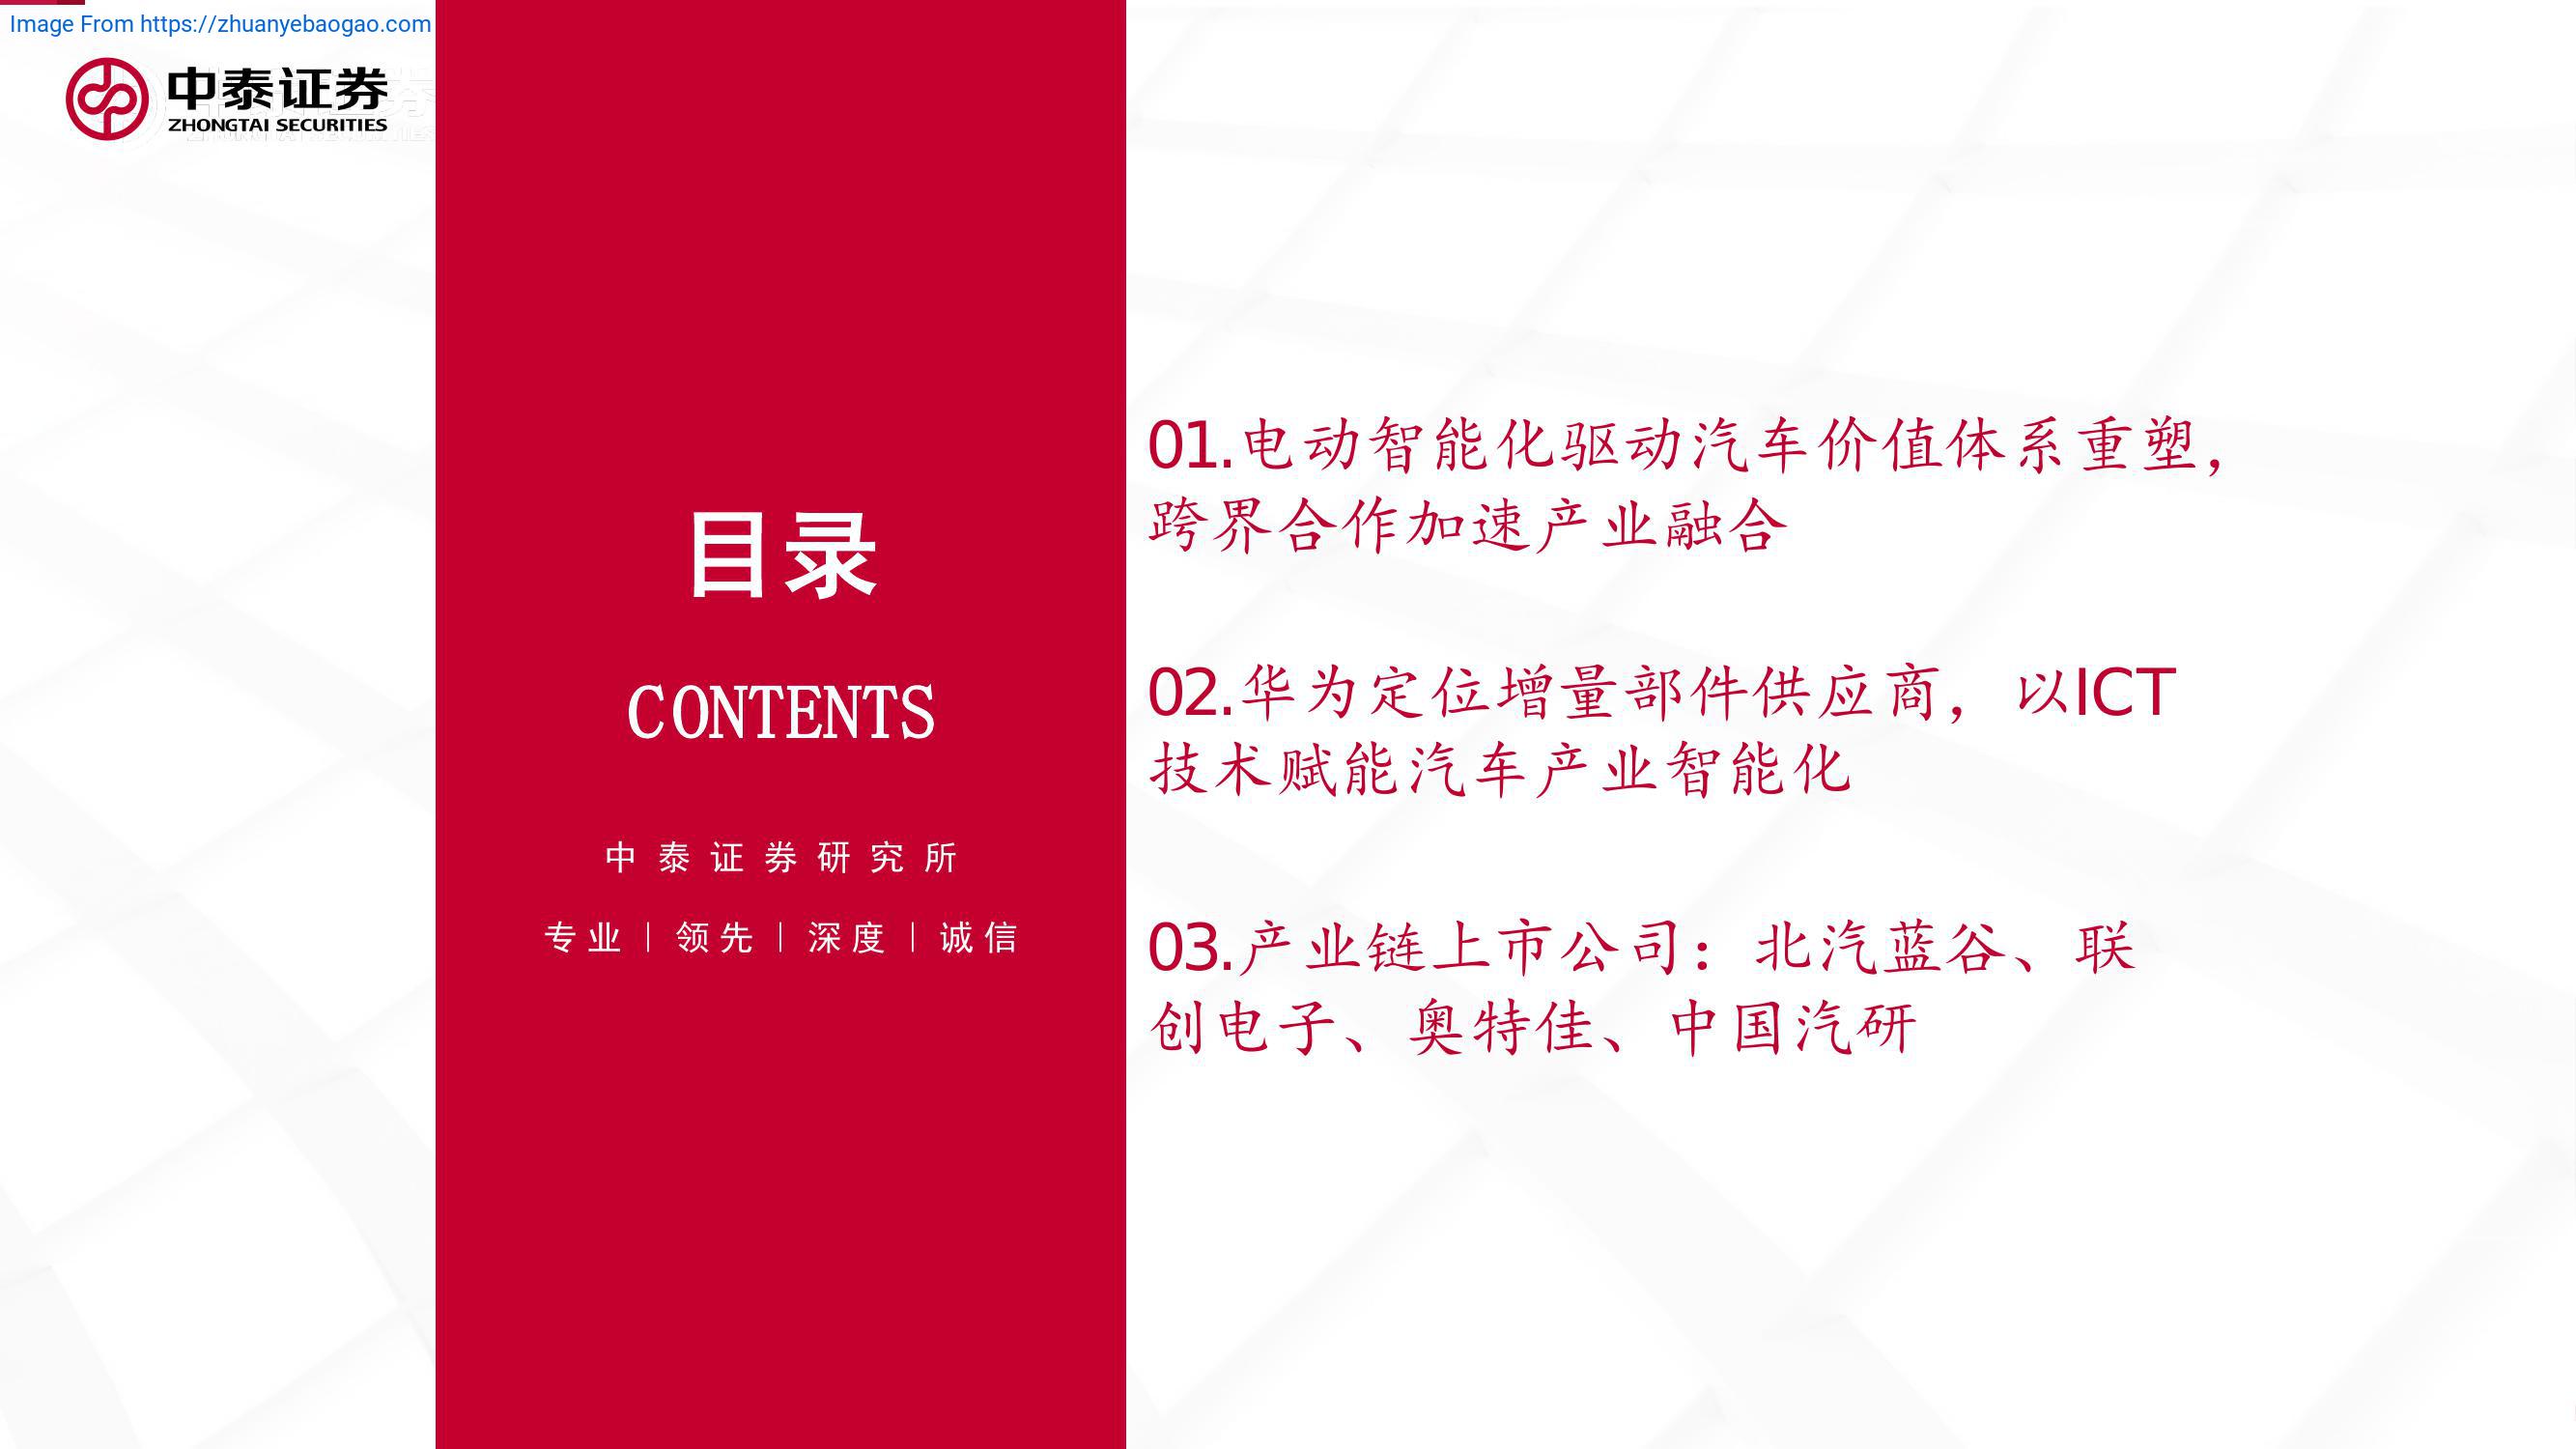 Image From https://zhuanyebaogao.com
中泰证券
ZHONGTAI SECURITIES
目录
CONTENTS
中泰证券研究所
专业｜领先｜深度｜诚信
01.电动智能化驱动汽车价值体系重塑，
跨界合作加速产业融合
02.华为定位增量部件供应商，以ICT
技术赋能汽车产业智能化
03.产业链上市公司：北汽蓝谷、联
创电子、奥特佳、中国汽研